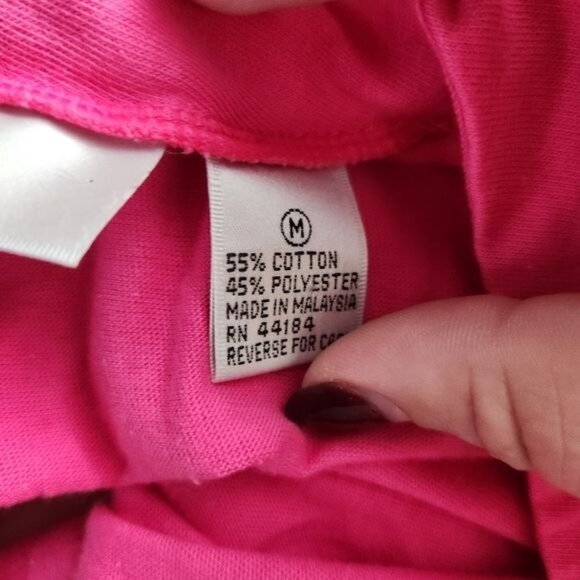 M
55% COTTON
45% POLYESTER
MADE IN MALAYSIA
RN 44184
REVERSE FOR